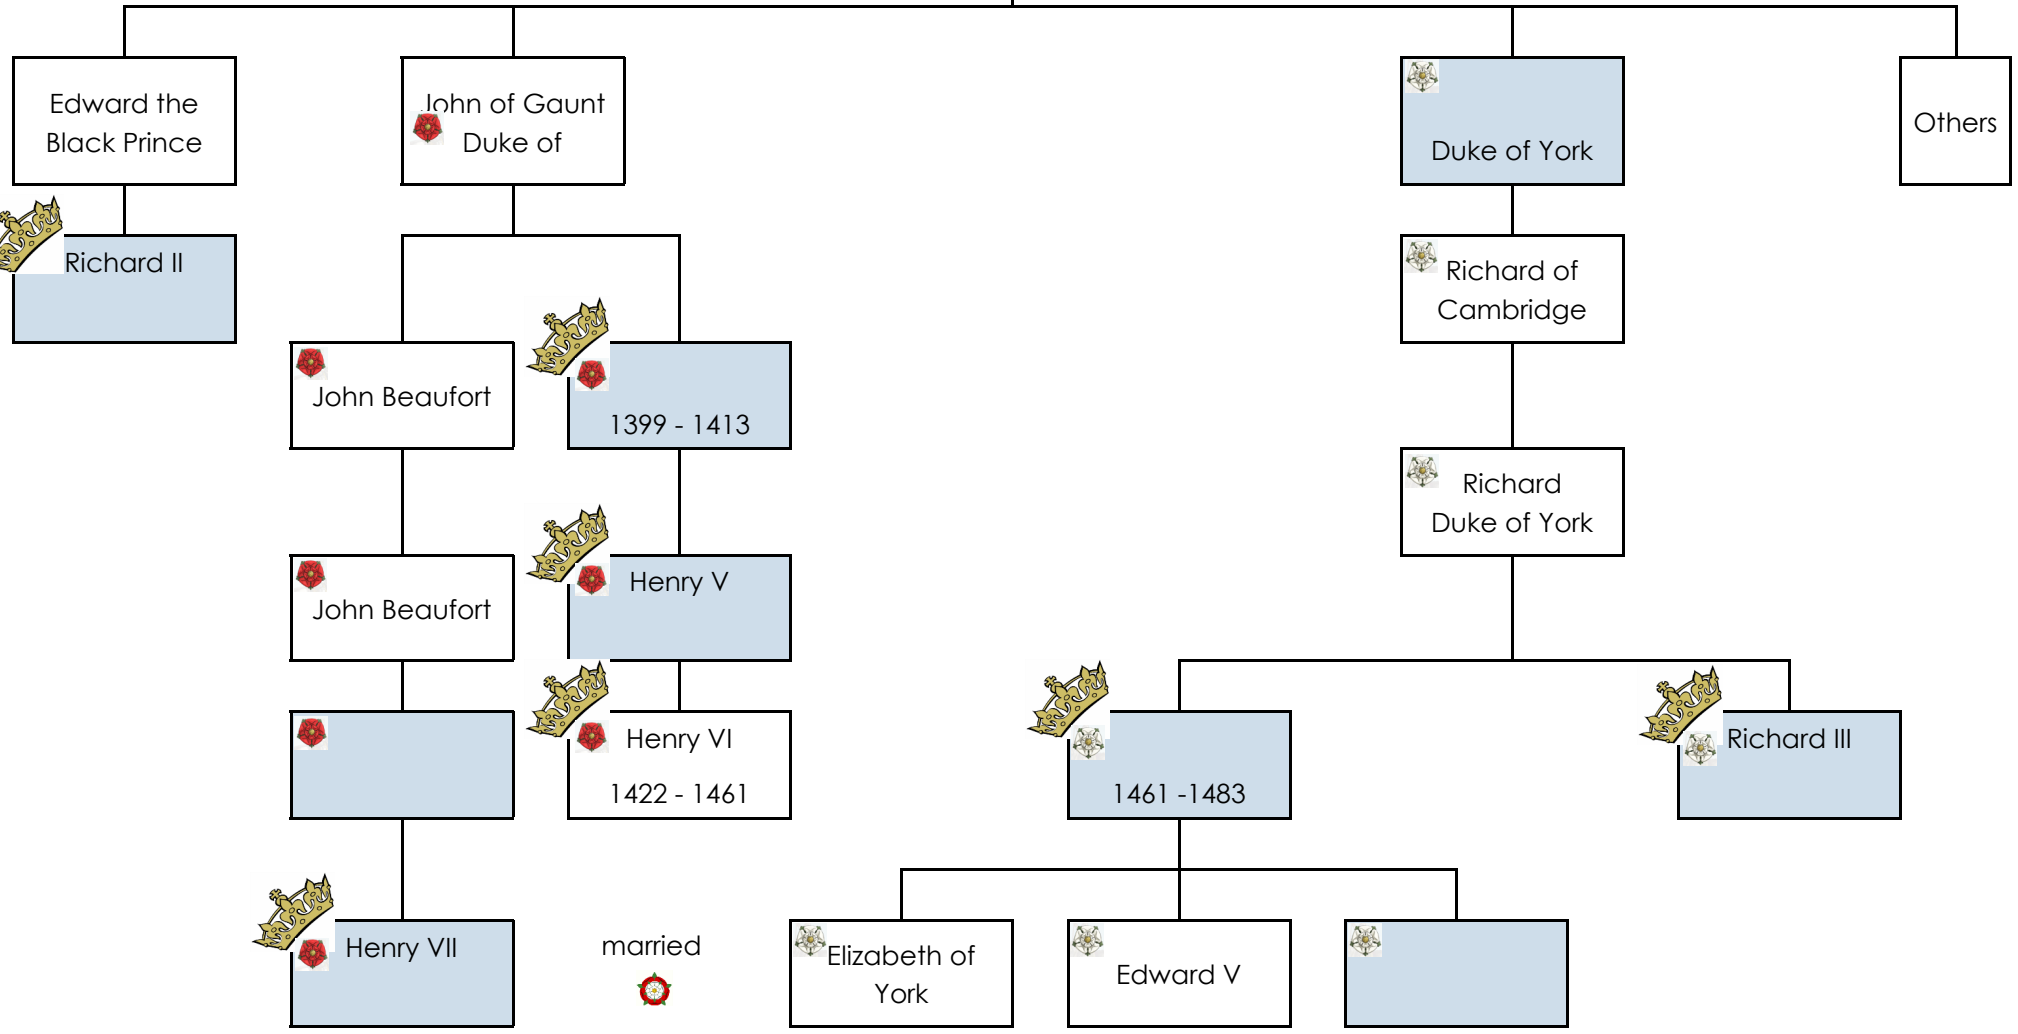 Edward the
Black Prince
John of Gaunt
Duke of
Duke of York
Others
Richard II
Richard of
Cambridge
John Beaufort
1399 - 1413
Richard
Duke of York
Henry V
John Beaufort
Henry VI
1422 - 1461
1461 -1483
Richard III
Henry VII
married
Elizabeth of
York
Edward V